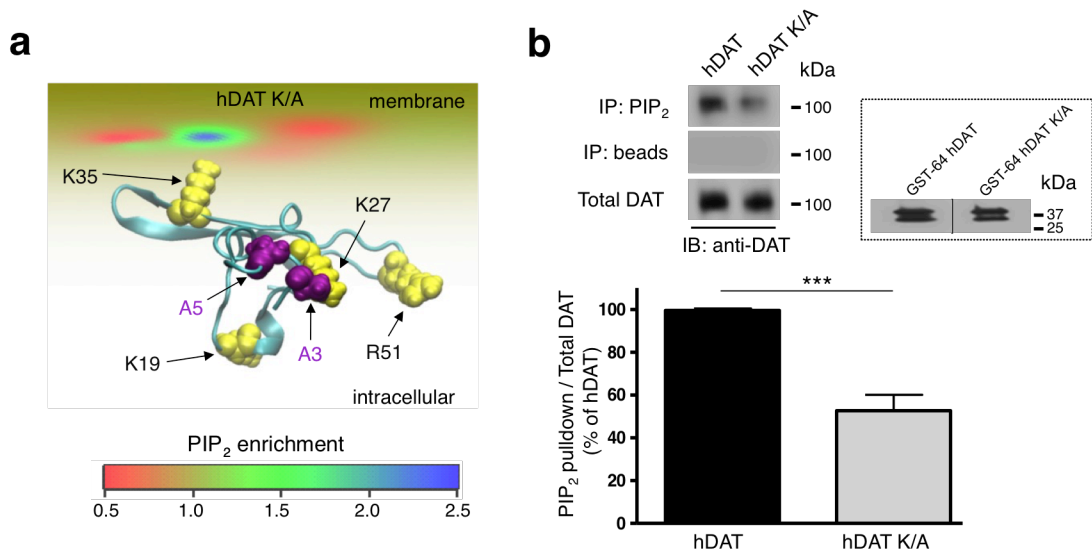 a
hDAT K/A
membrane
K35
K27
A5
A3
K19
R51
intracellular
PIP₂ enrichment
0.5 1.0 1.5 2.0 2.5
b
hDAT
hDAT K/A
kDa
IP: PIP₂
100
IP: beads
100
Total DAT
100
IB: anti-DAT
GST-64 hDAT
GST-64 hDAT K/A
kDa
37
25
***
PIP₂ pulldown / Total DAT
(% of hDAT)
100
80
60
40
20
0
hDAT
hDAT K/A